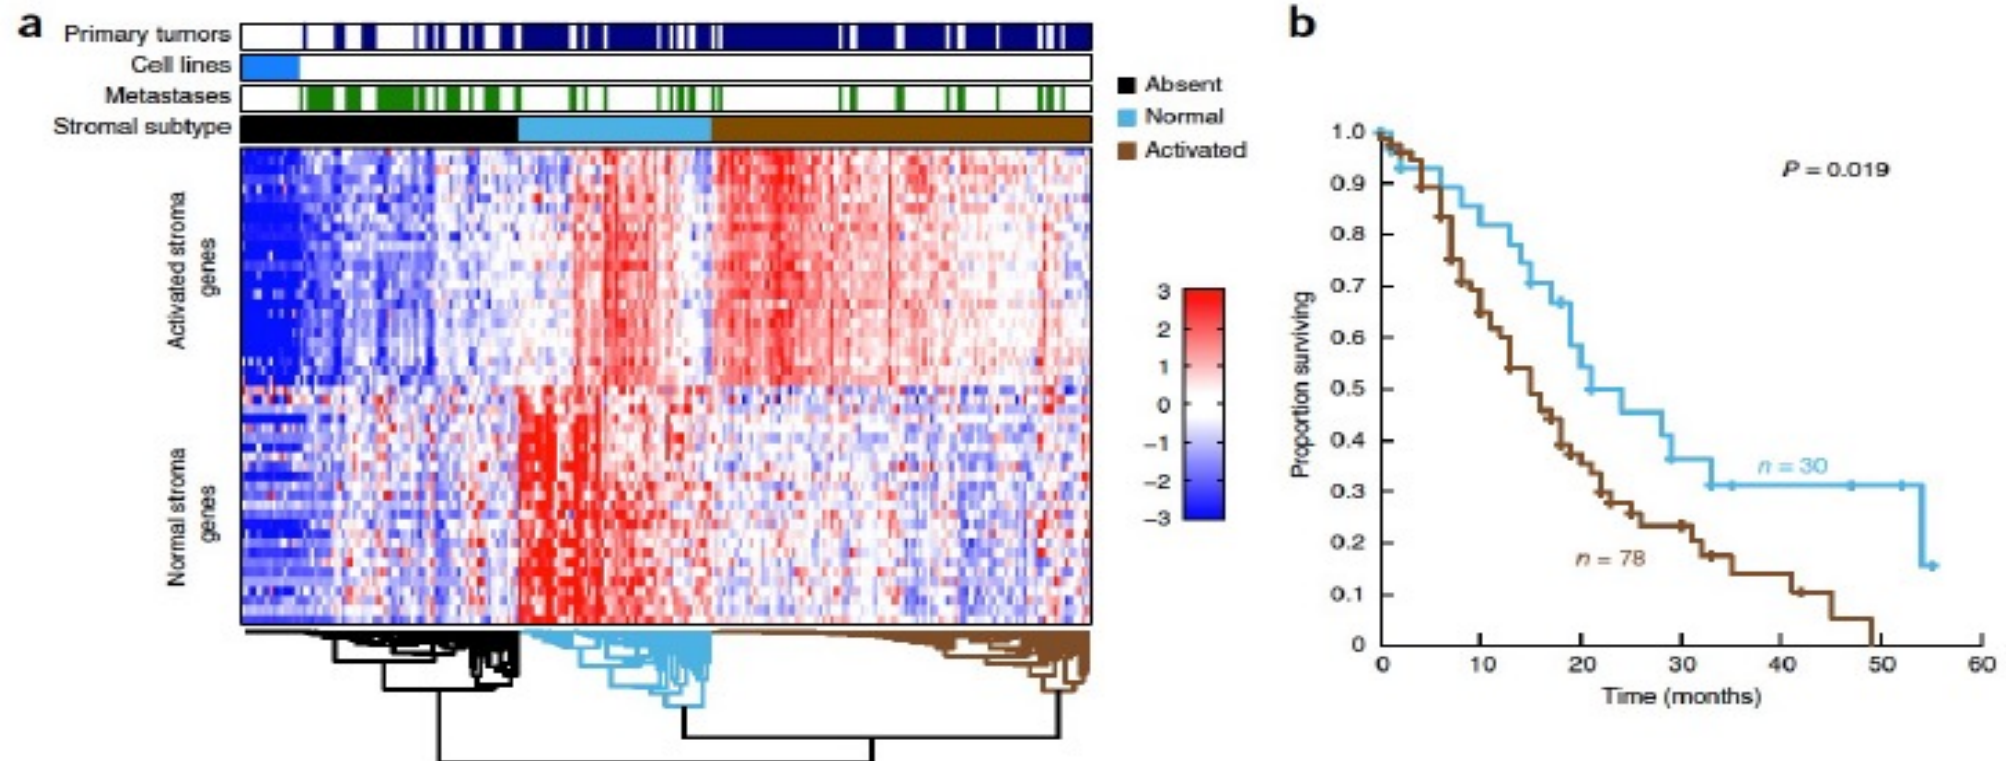 a
Primary tumors
Cell lines
Metastases
Stromal subtype
Activated stroma
genes
Normal stroma
genes
Absent
Normal
Activated
3
2
1
0
−1
−2
−3
b
P = 0.019
Proportion surviving
1.0
0.9
0.8
0.7
0.6
0.5
0.4
0.3
0.2
0.1
0
n = 30
n = 78
0 10 20 30 40 50 60
Time (months)